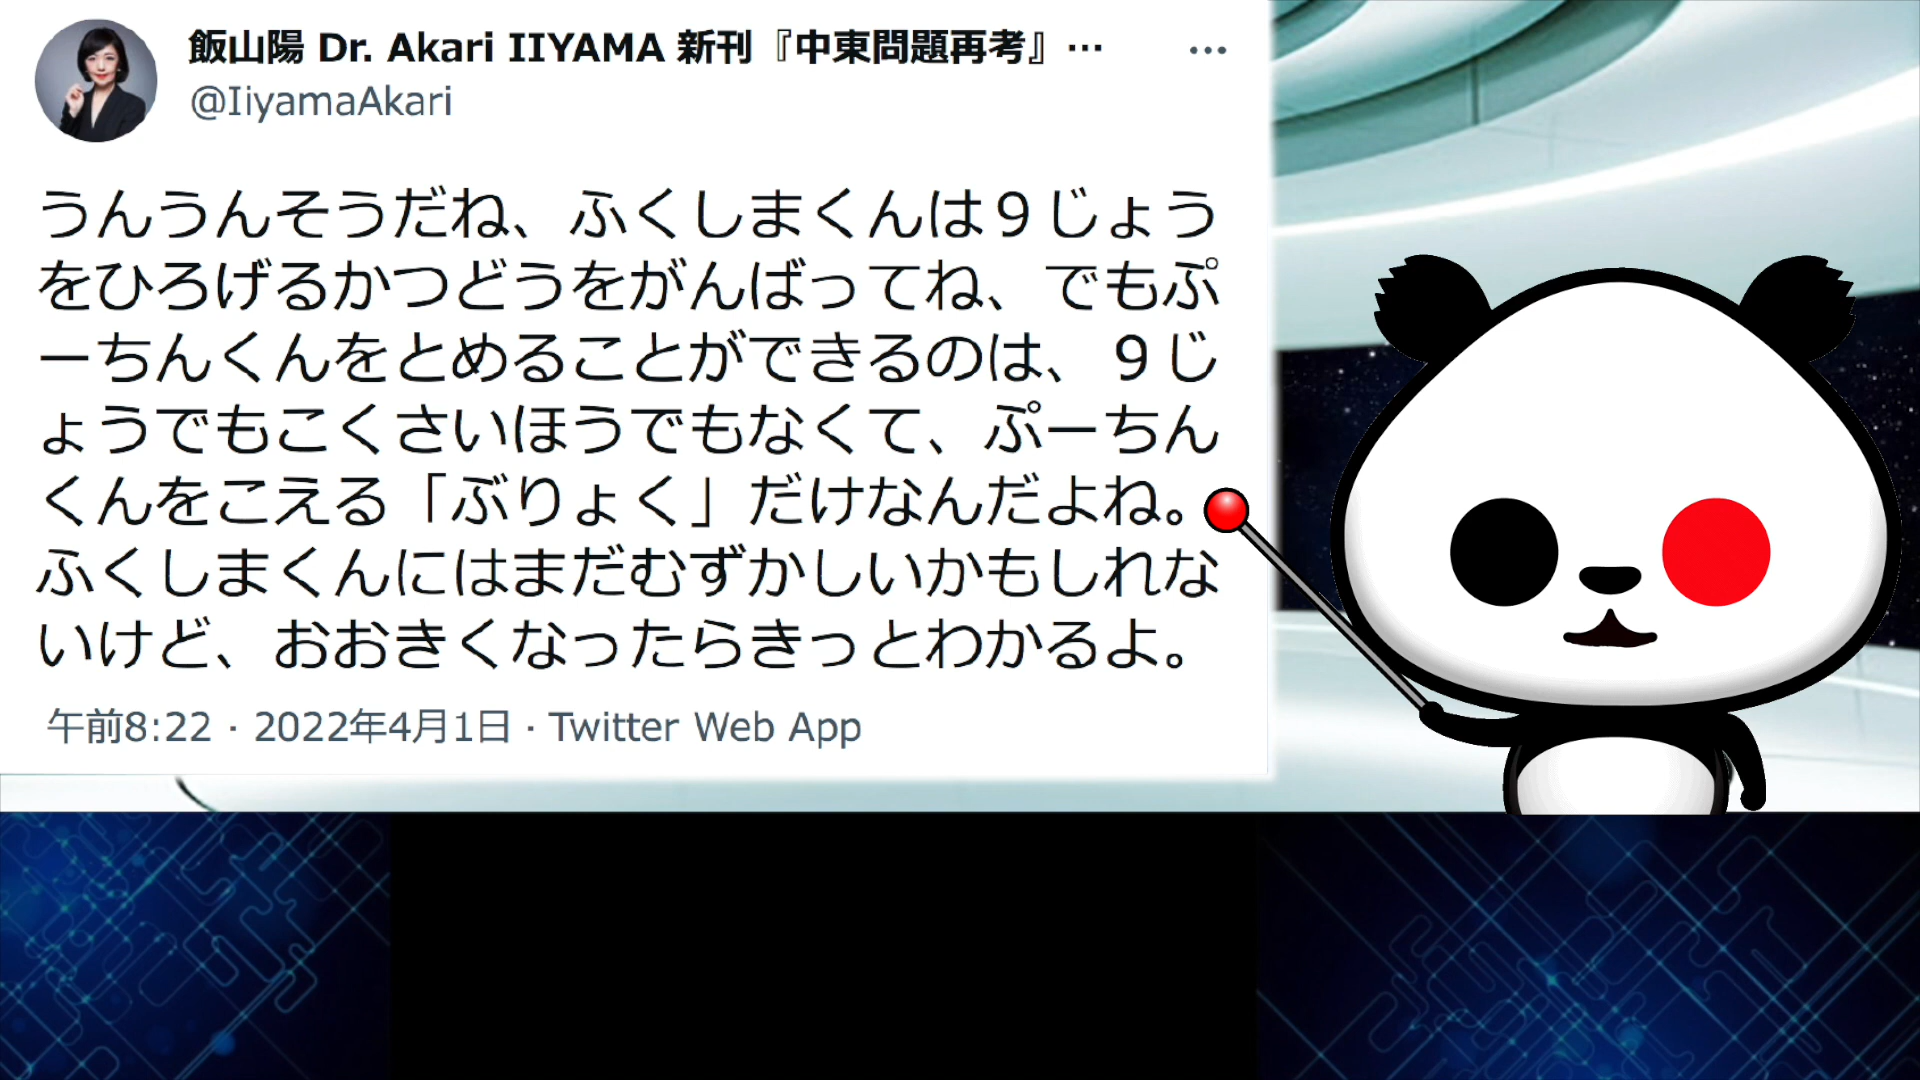 飯山陽 Dr. Akari IIYAMA 新刊『中東問題再考』…
@IiyamaAkari
うんうんそうだね、ふくしまくんは９じょう
をひろげるかつどうをがんばってね、でもぷ
ーちんくんをとめることができるのは、９じ
ょうでもこくさいほうでもなくて、ぷーちん
くんをこえる「ぶりょく」だけなんだよね。
ふくしまくんにはまだむずかしいかもしれな
いけど、おおきくなったらきっとわかるよ。
午前8:22 · 2022年4月1日 · Twitter Web App